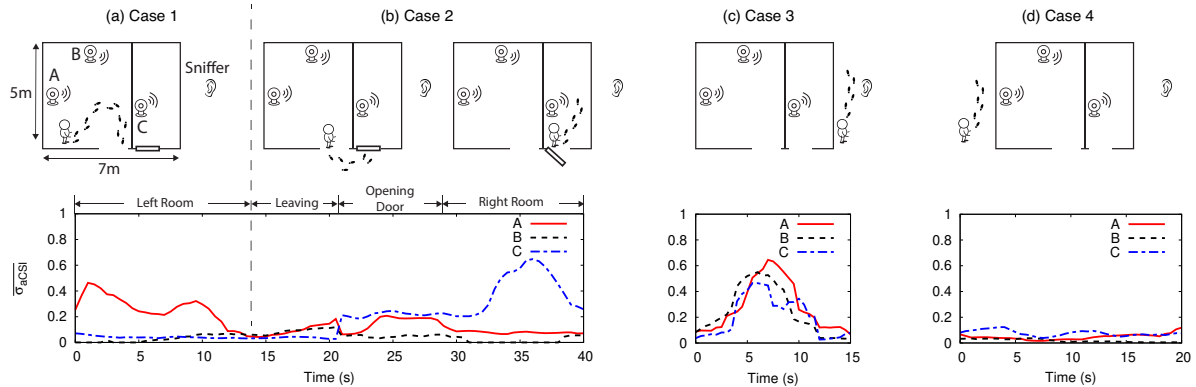 (a) Case 1
(b) Case 2
(c) Case 3
(d) Case 4
B
A
C
Sniffer
5m
7m
Left Room
Leaving
Opening
Door
Right Room
σaCSI
1
0.8
0.6
0.4
0.2
0
0 5 10 15 20 25 30 35 40
Time (s)
A
B
C
1
0.8
0.6
0.4
0.2
0
0 5 10 15
Time (s)
A
B
C
1
0.8
0.6
0.4
0.2
0
0 5 10 15 20
Time (s)
A
B
C